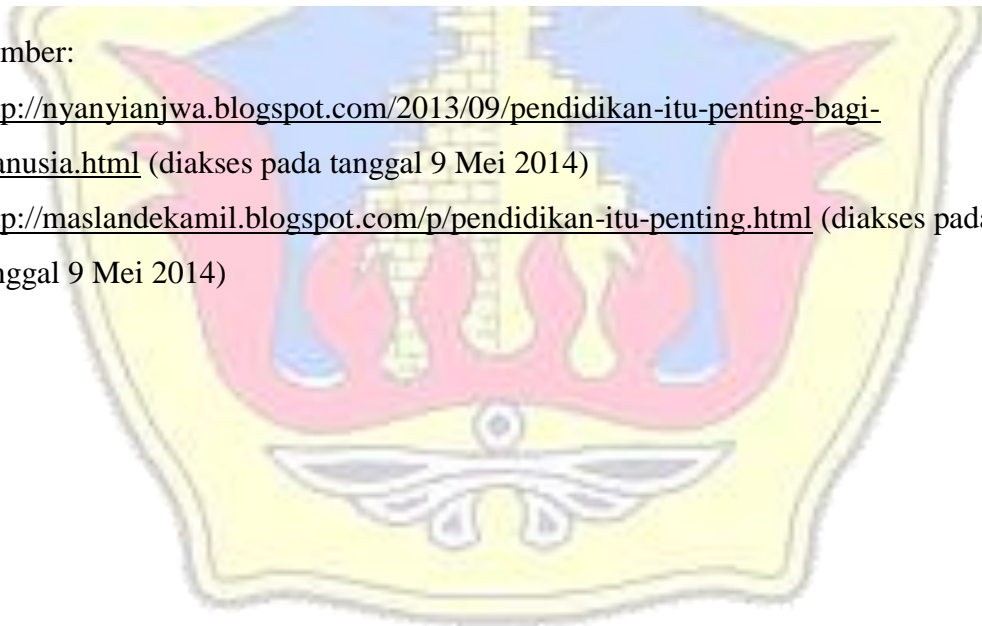 mber:
p://nyanyianjwa.blogspot.com/2013/09/pendidikan-itu-penting-bagi-
anusia.html (diakses pada tanggal 9 Mei 2014)
p://maslandekamil.blogspot.com/p/pendidikan-itu-penting.html (diakses pada
nggal 9 Mei 2014)